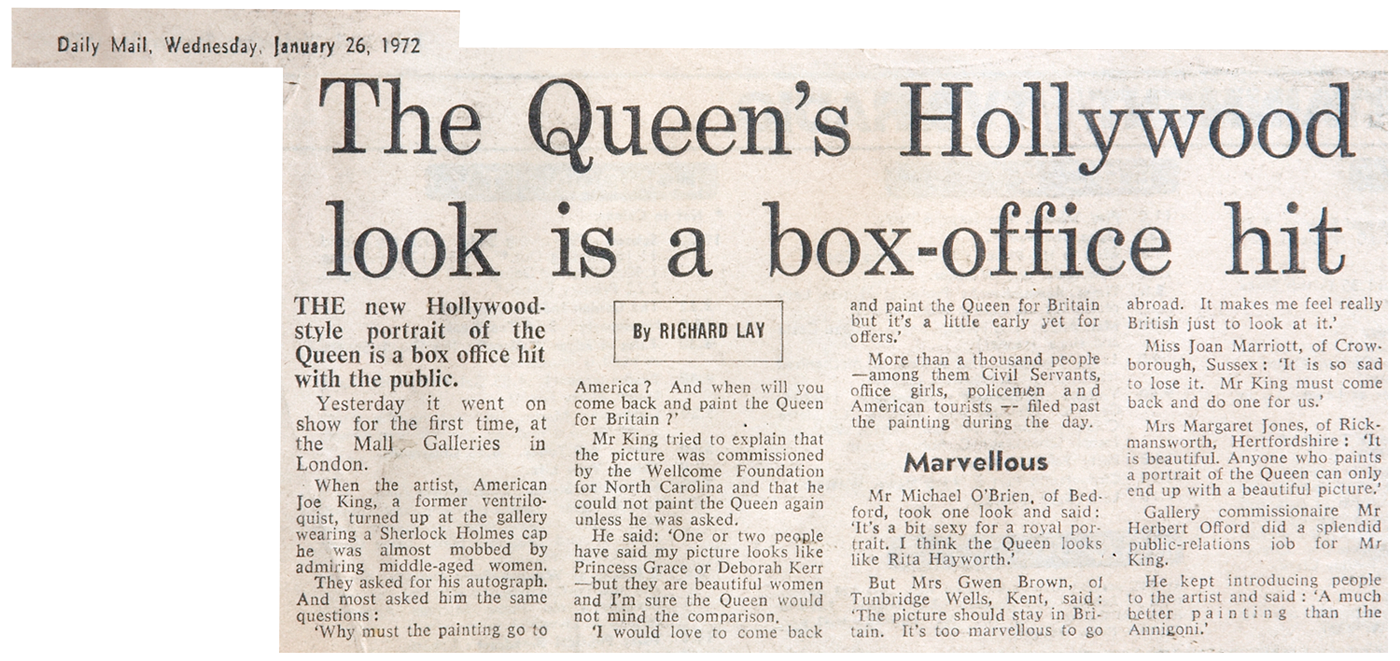 Daily Mail, Wednesday, January 26, 1972
The Queen's Hollywood
look is a box-office hit
THE new Hollywood-
style portrait of the
Queen is a box office hit
with the public.
Yesterday it went on
show for the first time, at
the Mall Galleries in
London.
When the artist, American
Joe King, a former ventrilo-
quist, turned up at the gallery
wearing a Sherlock Holmes cap
he was almost mobbed by
admiring middle-aged women.
They asked for his autograph.
And most asked him the same
questions :
'Why must the painting go to
By RICHARD LAY
America ? And when will you
come back and paint the Queen
for Britain ?'
Mr King tried to explain that
the picture was commissioned
by the Wellcome Foundation
for North Carolina and that he
could not paint the Queen again
unless he was asked.
He said: 'One or two people
have said my picture looks like
Princess Grace or Deborah Kerr
—but they are beautiful women
and I'm sure the Queen would
not mind the comparison.
'I would love to come back
and paint the Queen for Britain
but it's a little early yet for
offers.'
More than a thousand people
—among them Civil Servants,
office girls, policemen and
American tourists — filed past
the painting during the day.
Marvellous
Mr Michael O'Brien, of Bed-
ford, took one look and said:
'It's a bit sexy for a royal por-
trait. I think the Queen looks
like Rita Hayworth.'
But Mrs Gwen Brown, of
Tunbridge Wells, Kent, said:
'The picture should stay in Bri-
tain. It's too marvellous to go
abroad. It makes me feel really
British just to look at it.'
Miss Joan Marriott, of Crow-
borough, Sussex : 'It is so sad
to lose it. Mr King must come
back and do one for us.'
Mrs Margaret Jones, of Rick-
mansworth, Hertfordshire : 'It
is beautiful. Anyone who paints
a portrait of the Queen can only
end up with a beautiful picture.'
Gallery commissionaire Mr
Herbert Offord did a splendid
public-relations job for Mr
King.
He kept introducing people
to the artist and said : 'A much
better painting than the
Annigoni.'